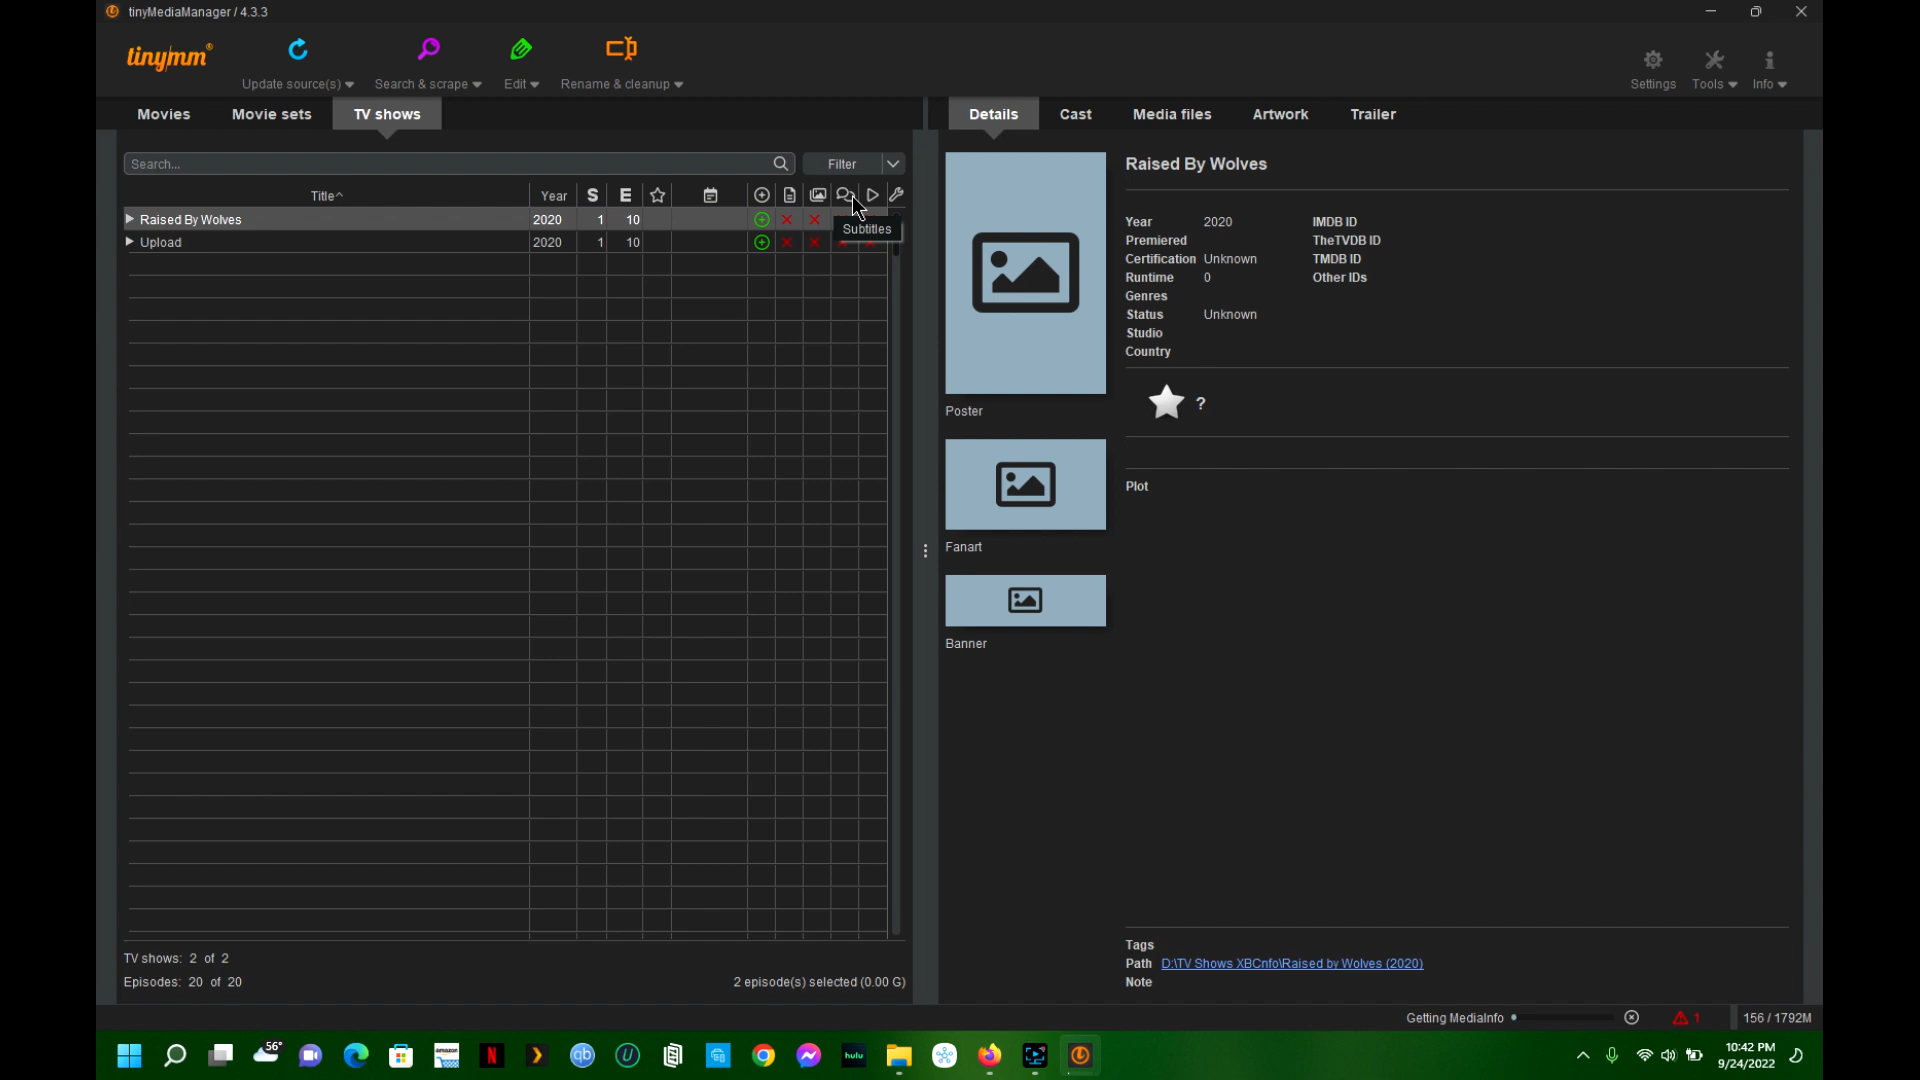 tinyMediaManager / 4.3.3
tinymm
Update source(s)
Search & scrape
Edit
Rename & cleanup
Settings
Tools
Info
Movies
Movie sets
TV shows
Details
Cast
Media files
Artwork
Trailer
Search...
Filter
Title
Year
S
E
Raised By Wolves 2020 1 10
Subtitles
Upload 2020 1 10
Raised By Wolves
Year 2020 IMDB ID
Premiered TheTVDB ID
Certification Unknown TMDB ID
Runtime 0 Other IDs
Genres
Status Unknown
Studio
Country
?
Poster
Plot
Fanart
Banner
TV shows: 2 of 2
Episodes: 20 of 20
2 episode(s) selected (0.00 G)
Tags
Path D:\TV Shows XBCnfo\Raised by Wolves (2020)
Note
Getting MediaInfo
1
156 / 1792M
56°
amazon
N
qb
U
hulu
10:42 PM
9/24/2022